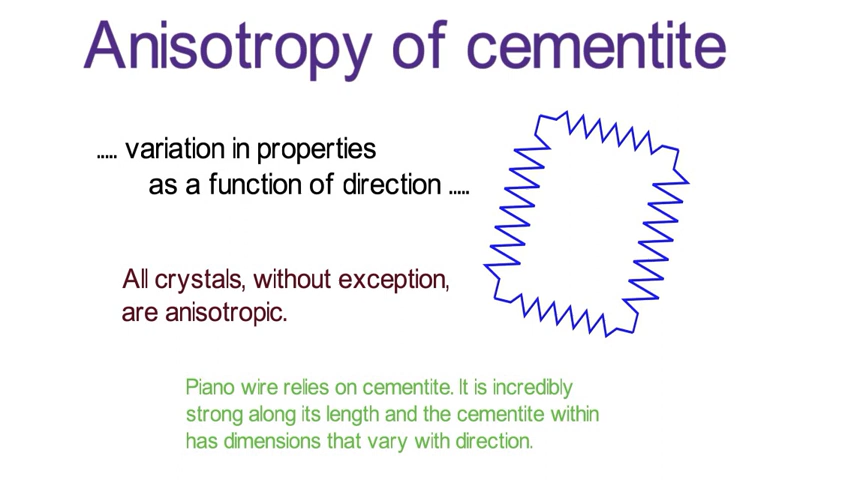 Anisotropy of cementite
..... variation in properties
as a function of direction .....
All crystals, without exception,
are anisotropic.
Piano wire relies on cementite. It is incredibly
strong along its length and the cementite within
has dimensions that vary with direction.